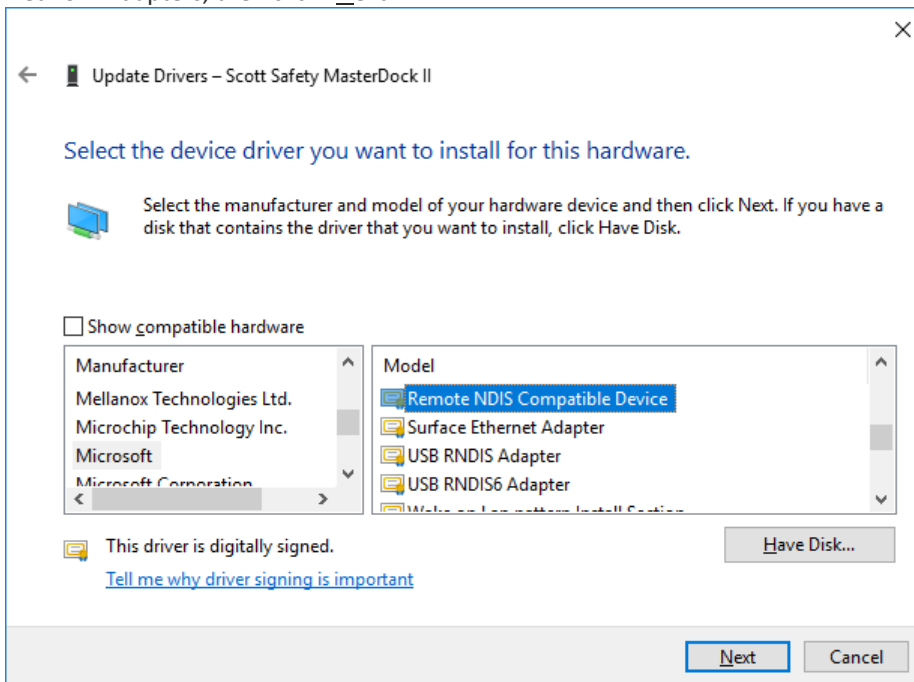 Update Drivers – Scott Safety MasterDock II
Select the device driver you want to install for this hardware.
Select the manufacturer and model of your hardware device and then click Next. If you have a
disk that contains the driver that you want to install, click Have Disk.
Show compatible hardware
Manufacturer
Mellanox Technologies Ltd.
Microchip Technology Inc.
Microsoft
Microsoft Corporation
Model
Remote NDIS Compatible Device
Surface Ethernet Adapter
USB RNDIS Adapter
USB RNDIS6 Adapter
This driver is digitally signed.
Tell me why driver signing is important
Have Disk...
Next
Cancel